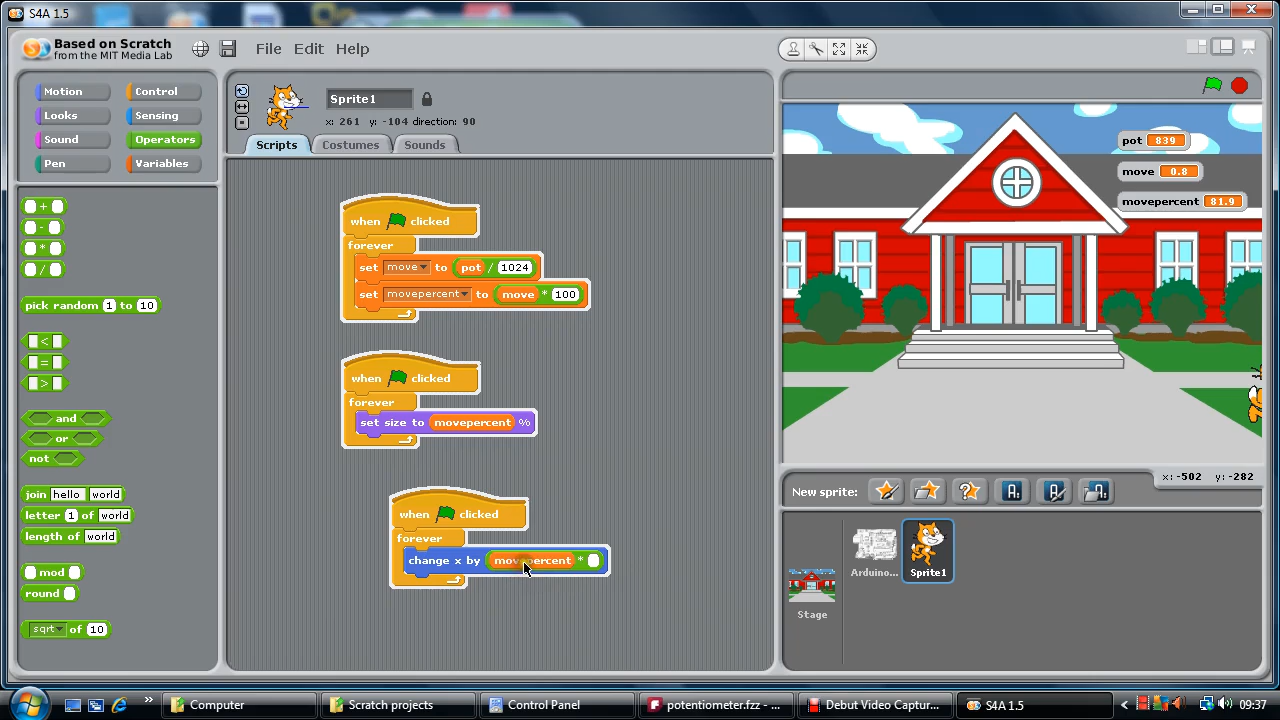 S4A 1.5
Based on Scratch
from the MIT Media Lab
File Edit Help
Motion Control
Looks Sensing
Sound Operators
Pen Variables
Sprite1
x: 261 y: -104 direction: 90
Scripts Costumes Sounds
+
-
*
/
pick random 1 to 10
<
=
>
and
or
not
join hello world
letter 1 of world
length of world
mod
round
sqrt of 10
when clicked
forever
set move to pot / 1024
set movepercent to move * 100
when clicked
forever
set size to movepercent %
when clicked
forever
change x by movepercent *
pot 839
move 0.8
movepercent 81.9
x: -502 y: -282
New sprite:
Arduino...
Sprite1
Stage
Computer
Scratch projects
Control Panel
potentiometer.fzz - ...
Debut Video Captur...
S4A 1.5
09:37